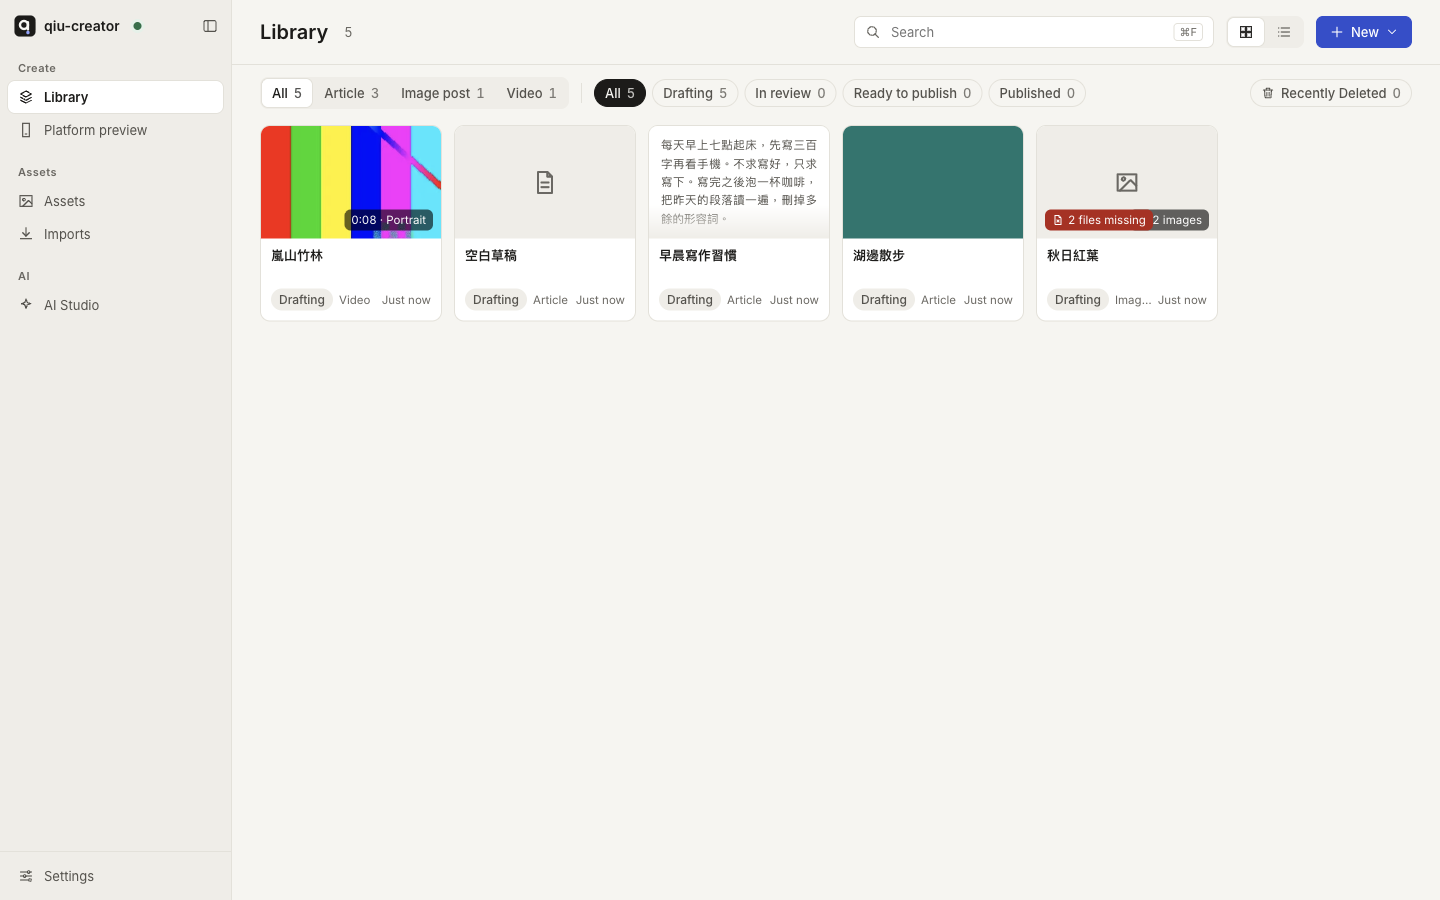 qiu-creator
Create
Library
Platform preview
Assets
Assets
Imports
AI
AI Studio
Settings
Library 5
Search ⌘F
New
All 5 Article 3 Image post 1 Video 1
All 5 Drafting 5 In review 0 Ready to publish 0 Published 0
Recently Deleted 0
0:08 · Portrait
嵐山竹林
Drafting Video Just now
空白草稿
Drafting Article Just now
每天早上七點起床，先寫三百
字再看手機。不求寫好，只求
寫下。寫完之後泡一杯咖啡，
把昨天的段落讀一遍，刪掉多
餘的形容詞。
早晨寫作習慣
Drafting Article Just now
湖邊散步
Drafting Article Just now
2 files missing 2 images
秋日紅葉
Drafting Imag... Just now